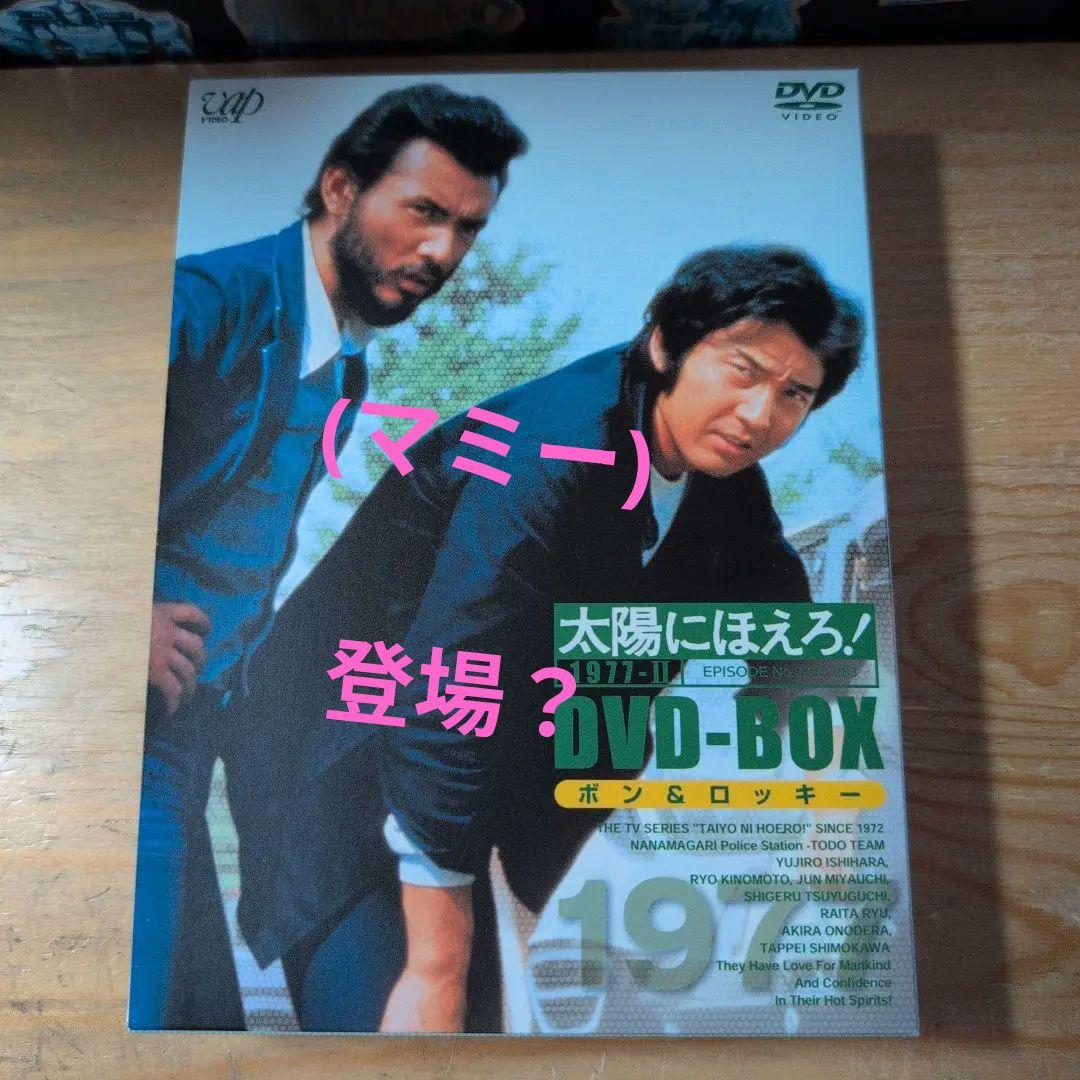 vap
VIDEO
DVD
VIDEO
(マミー)
登場？
太陽にほえろ!
1977-II
EPISODE No.
DVD-BOX
ボン&ロッキー
THE TV SERIES "TAIYO NI HOERO!" SINCE 1972
NANAMAGARI Police Station -TODO TEAM
YUJIRO ISHIHARA,
RYO KINOMOTO, JUN MIYAUCHI,
SHIGERU TSUYUGUCHI,
RAITA RYU,
AKIRA ONODERA,
TAPPEI SHIMOKAWA
They Have Love For Mankind
And Confidence
In Their Hot Spirits!
1977